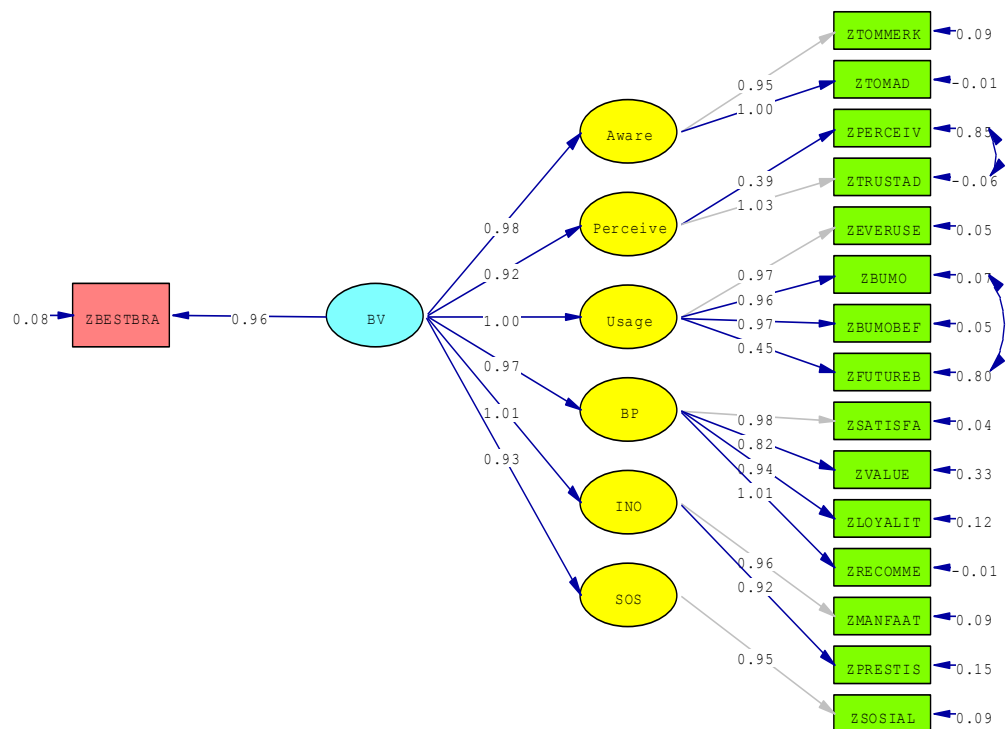 ZTOMMERK
0.09
0.95
ZTOMAD
-0.01
1.00
Aware
ZPERCEIV
0.85
0.39
ZTRUSTAD
-0.06
1.03
0.98
Perceive
ZEVERUSE
0.05
0.92
0.97
ZBUMO
0.07
0.96
0.08
ZBESTBRA
0.96
BV
1.00
Usage
0.97
ZBUMOBEF
0.05
0.45
0.97
ZFUTUREB
0.80
1.01
BP
0.98
ZSATISFA
0.04
0.82
0.93
0.94
ZVALUE
0.33
1.01
INO
ZLOYALIT
0.12
0.96
ZRECOMME
-0.01
0.92
SOS
ZMANFAAT
0.09
0.95
ZPRESTIS
0.15
ZSOSIAL
0.09